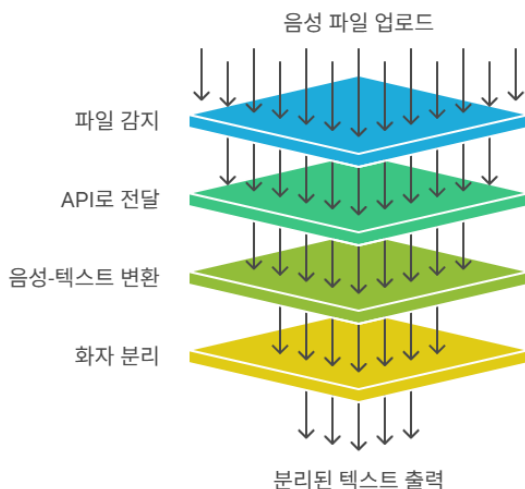 음성 파일 업로드
파일 감지
API로 전달
음성-텍스트 변환
화자 분리
분리된 텍스트 출력